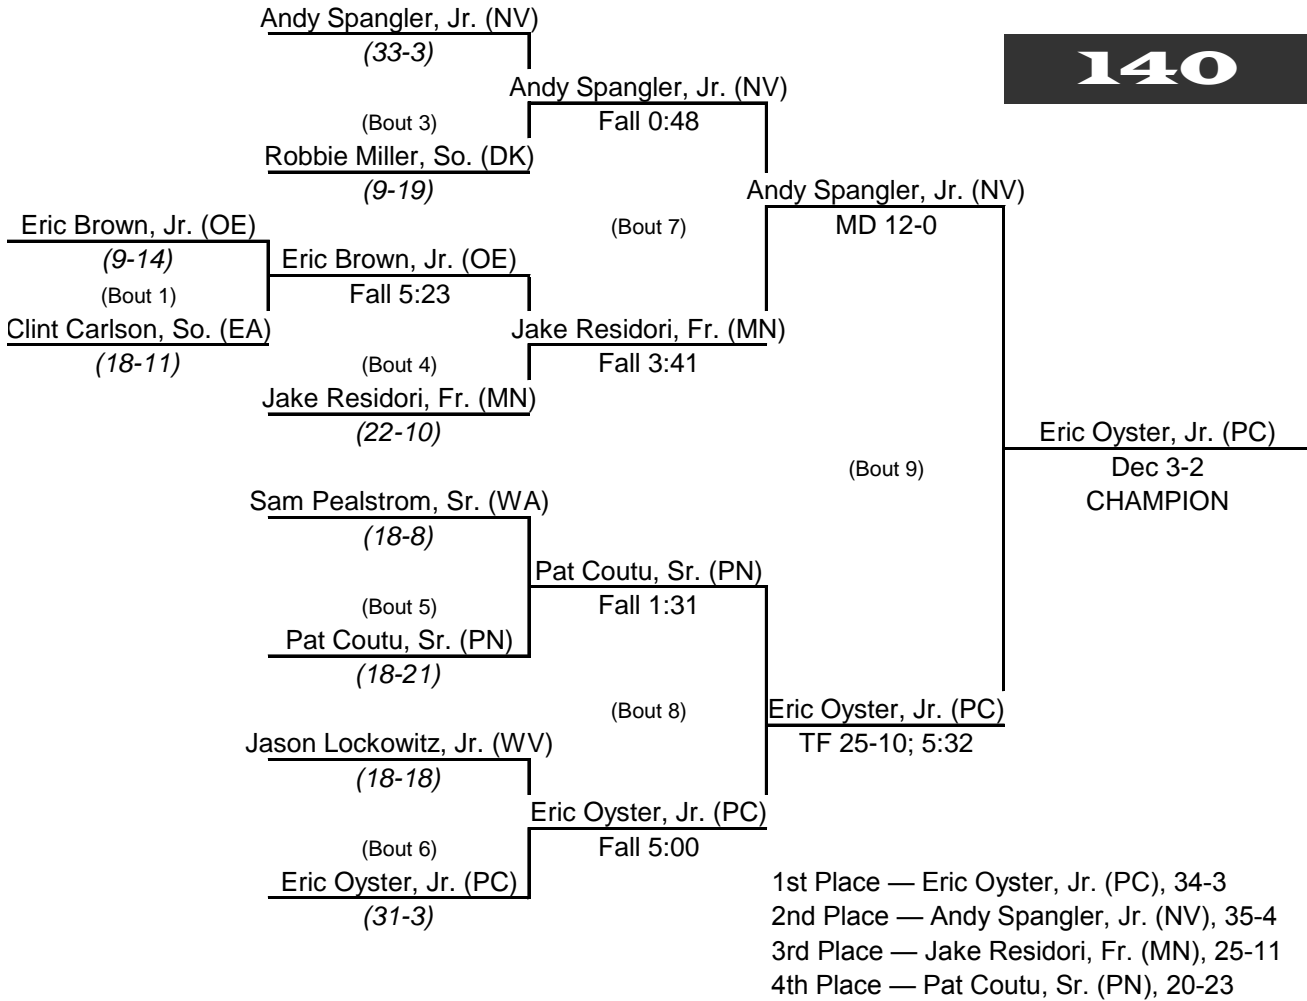 Andy Spangler, Jr. (NV)
(33-3)
140
Andy Spangler, Jr. (NV)
(Bout 3)
Fall 0:48
Robbie Miller, So. (DK)
(9-19)
Andy Spangler, Jr. (NV)
Eric Brown, Jr. (OE)
(Bout 7)
MD 12-0
(9-14)
Eric Brown, Jr. (OE)
(Bout 1)
Fall 5:23
Clint Carlson, So. (EA)
Jake Residori, Fr. (MN)
(18-11)
(Bout 4)
Fall 3:41
Jake Residori, Fr. (MN)
(22-10)
Eric Oyster, Jr. (PC)
(Bout 9)
Dec 3-2
CHAMPION
Sam Pealstrom, Sr. (WA)
(18-8)
Pat Coutu, Sr. (PN)
(Bout 5)
Fall 1:31
Pat Coutu, Sr. (PN)
(18-21)
(Bout 8)
Eric Oyster, Jr. (PC)
TF 25-10; 5:32
Jason Lockowitz, Jr. (WV)
(18-18)
Eric Oyster, Jr. (PC)
(Bout 6)
Fall 5:00
Eric Oyster, Jr. (PC)
(31-3)
1st Place — Eric Oyster, Jr. (PC), 34-3
2nd Place — Andy Spangler, Jr. (NV), 35-4
3rd Place — Jake Residori, Fr. (MN), 25-11
4th Place — Pat Coutu, Sr. (PN), 20-23